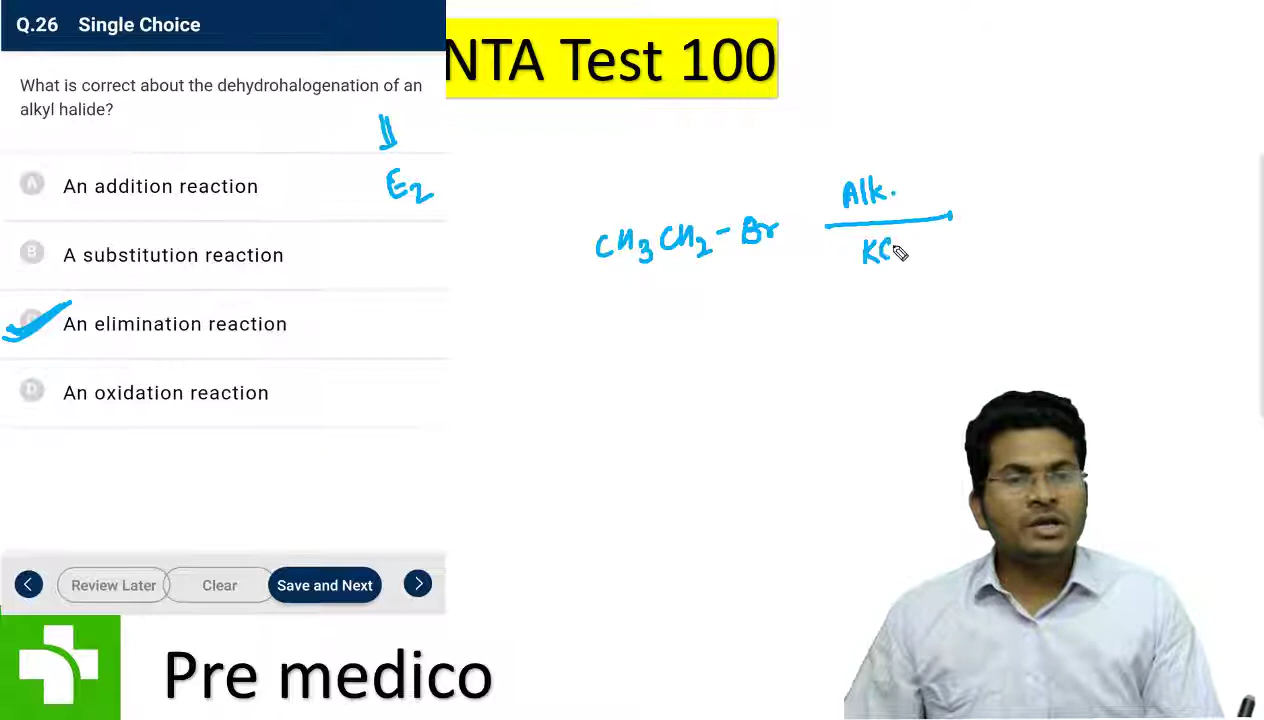 Q.26 Single Choice
NTA Test 100
What is correct about the dehydrohalogenation of an
alkyl halide?
A An addition reaction
E2
B A substitution reaction
An elimination reaction
D An oxidation reaction
Alk.
CH3CH2-Br
KC
Review Later
Clear
Save and Next
Pre medico